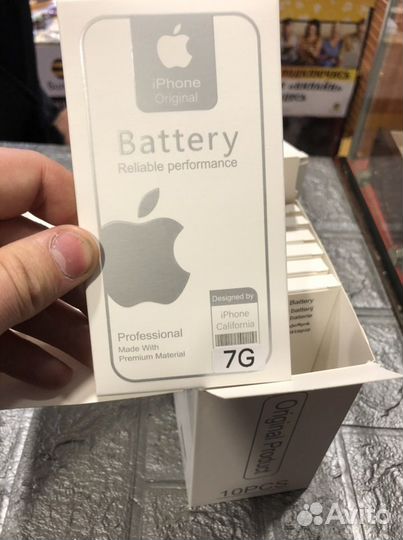 iPhone
Original
Battery
Reliable performance
Professional
Made With
Premium Material
Designed by
iPhone
California
7G
Battery
Battery
Batterie
Original Product
10PCS
Avito